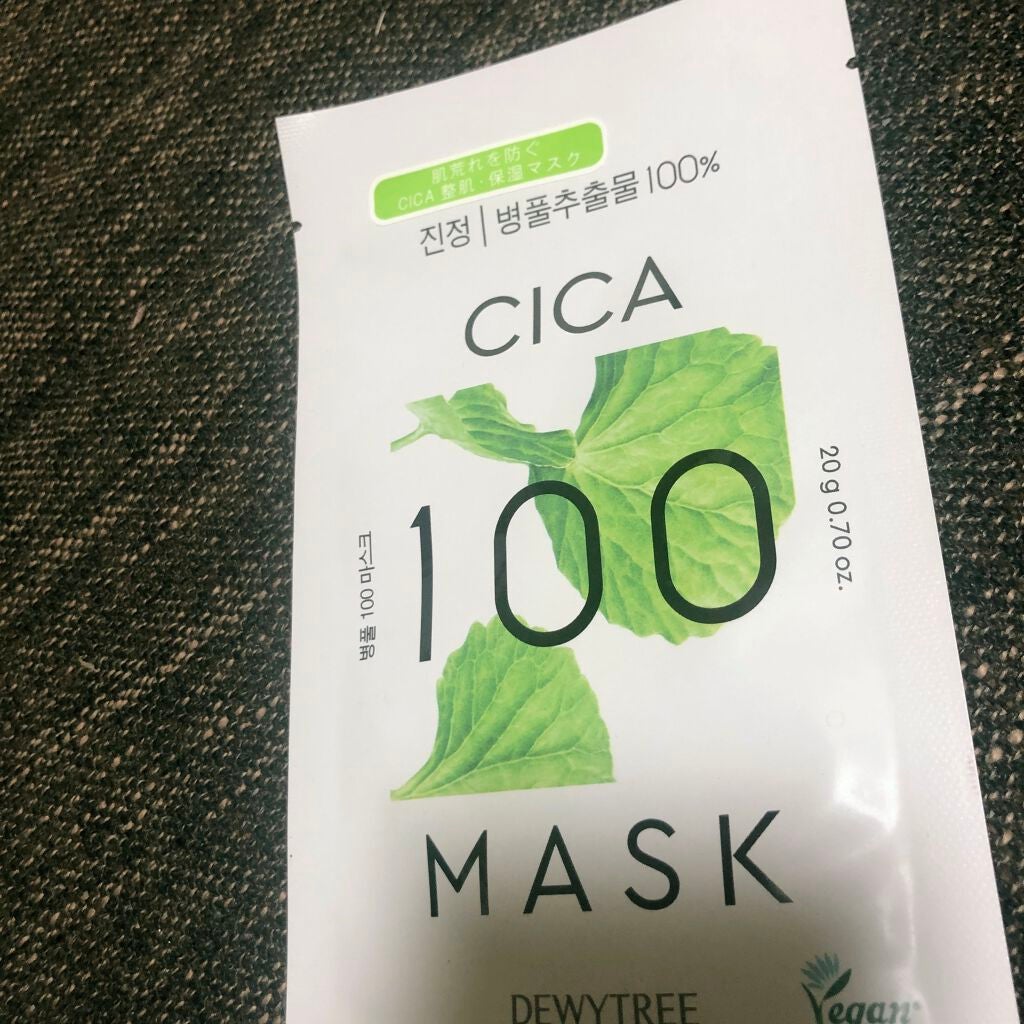 肌荒れを防ぐ
CICA 整肌・保湿マスク
진정 | 병풀추출물 100%
CICA
100
병풀 100 마스크
20 g 0.70 oz.
MASK
DEWYTREE
Vegan